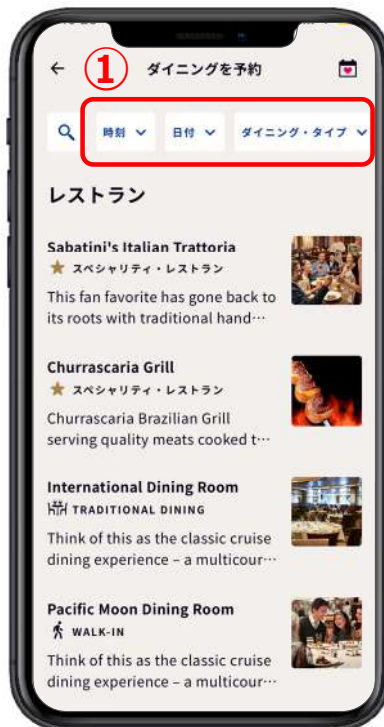 ①
ダイニングを予約
時刻 日付 ダイニング・タイプ
レストラン
Sabatini's Italian Trattoria
スペシャリティ・レストラン
This fan favorite has gone back to
its roots with traditional hand…
Churrascaria Grill
スペシャリティ・レストラン
Churrascaria Brazilian Grill
serving quality meats cooked t…
International Dining Room
TRADITIONAL DINING
Think of this as the classic cruise
dining experience – a multicour…
Pacific Moon Dining Room
WALK-IN
Think of this as the classic cruise
dining experience – a multicour…